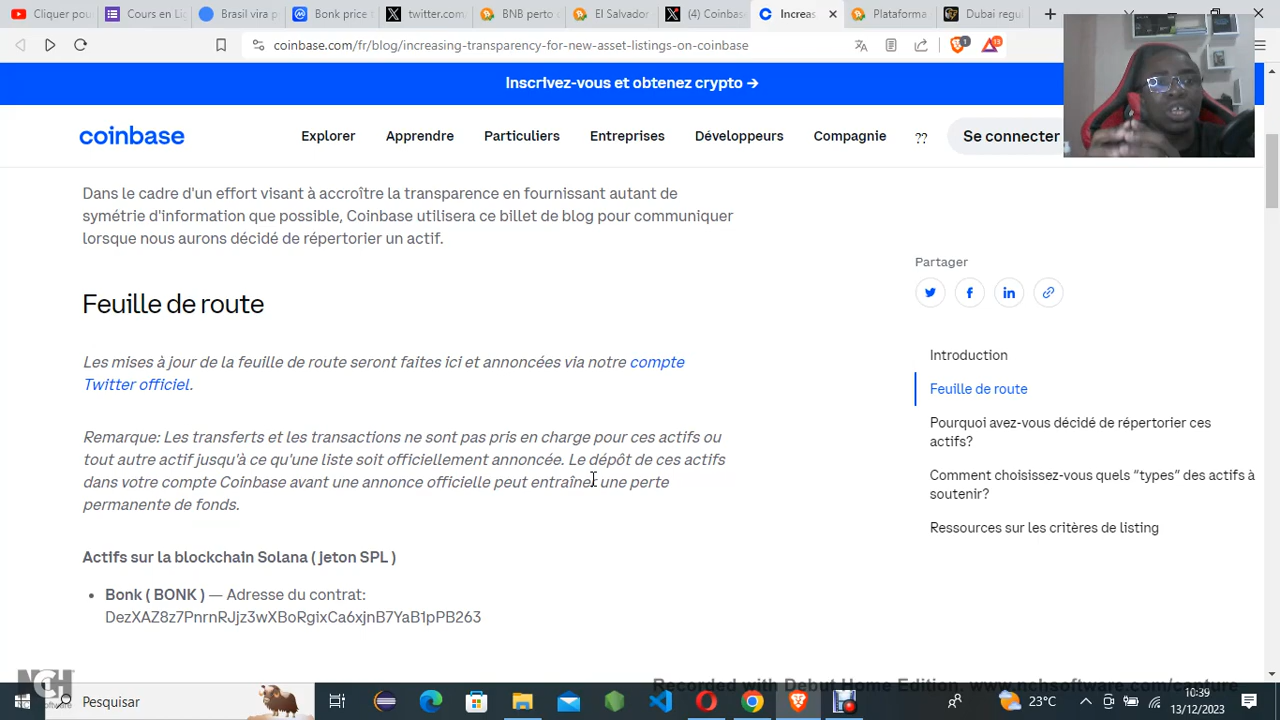 Cliquer pou
Cours en Li
Brasil vira p
Bonk price
twitter.com
BNB perto
El Salvador
(4) Coinbas
Increas
Plataforma
Dubai regu
coinbase.com/fr/blog/increasing-transparency-for-new-asset-listings-on-coinbase
1
13
Inscrivez-vous et obtenez crypto →
coinbase
Explorer
Apprendre
Particuliers
Entreprises
Développeurs
Compagnie
??
Se connecter
Dans le cadre d'un effort visant à accroître la transparence en fournissant autant de
symétrie d'information que possible, Coinbase utilisera ce billet de blog pour communiquer
lorsque nous aurons décidé de répertorier un actif.
Feuille de route
Les mises à jour de la feuille de route seront faites ici et annoncées via notre compte
Twitter officiel.
Remarque: Les transferts et les transactions ne sont pas pris en charge pour ces actifs ou
tout autre actif jusqu'à ce qu'une liste soit officiellement annoncée. Le dépôt de ces actifs
dans votre compte Coinbase avant une annonce officielle peut entraîner une perte
permanente de fonds.
Actifs sur la blockchain Solana ( jeton SPL )
• Bonk ( BONK ) — Adresse du contrat:
DezXAZ8z7PnrnRJjz3wXBoRgixCa6xjnB7YaB1pPB263
Partager
Introduction
Feuille de route
Pourquoi avez-vous décidé de répertorier ces
actifs?
Comment choisissez-vous quels “types” des actifs à
soutenir?
Ressources sur les critères de listing
NCH
NCH Software
Recorded with Debut Home Edition. www.nchsoftware.com/capture
Pesquisar
23°C
10:39
13/12/2023